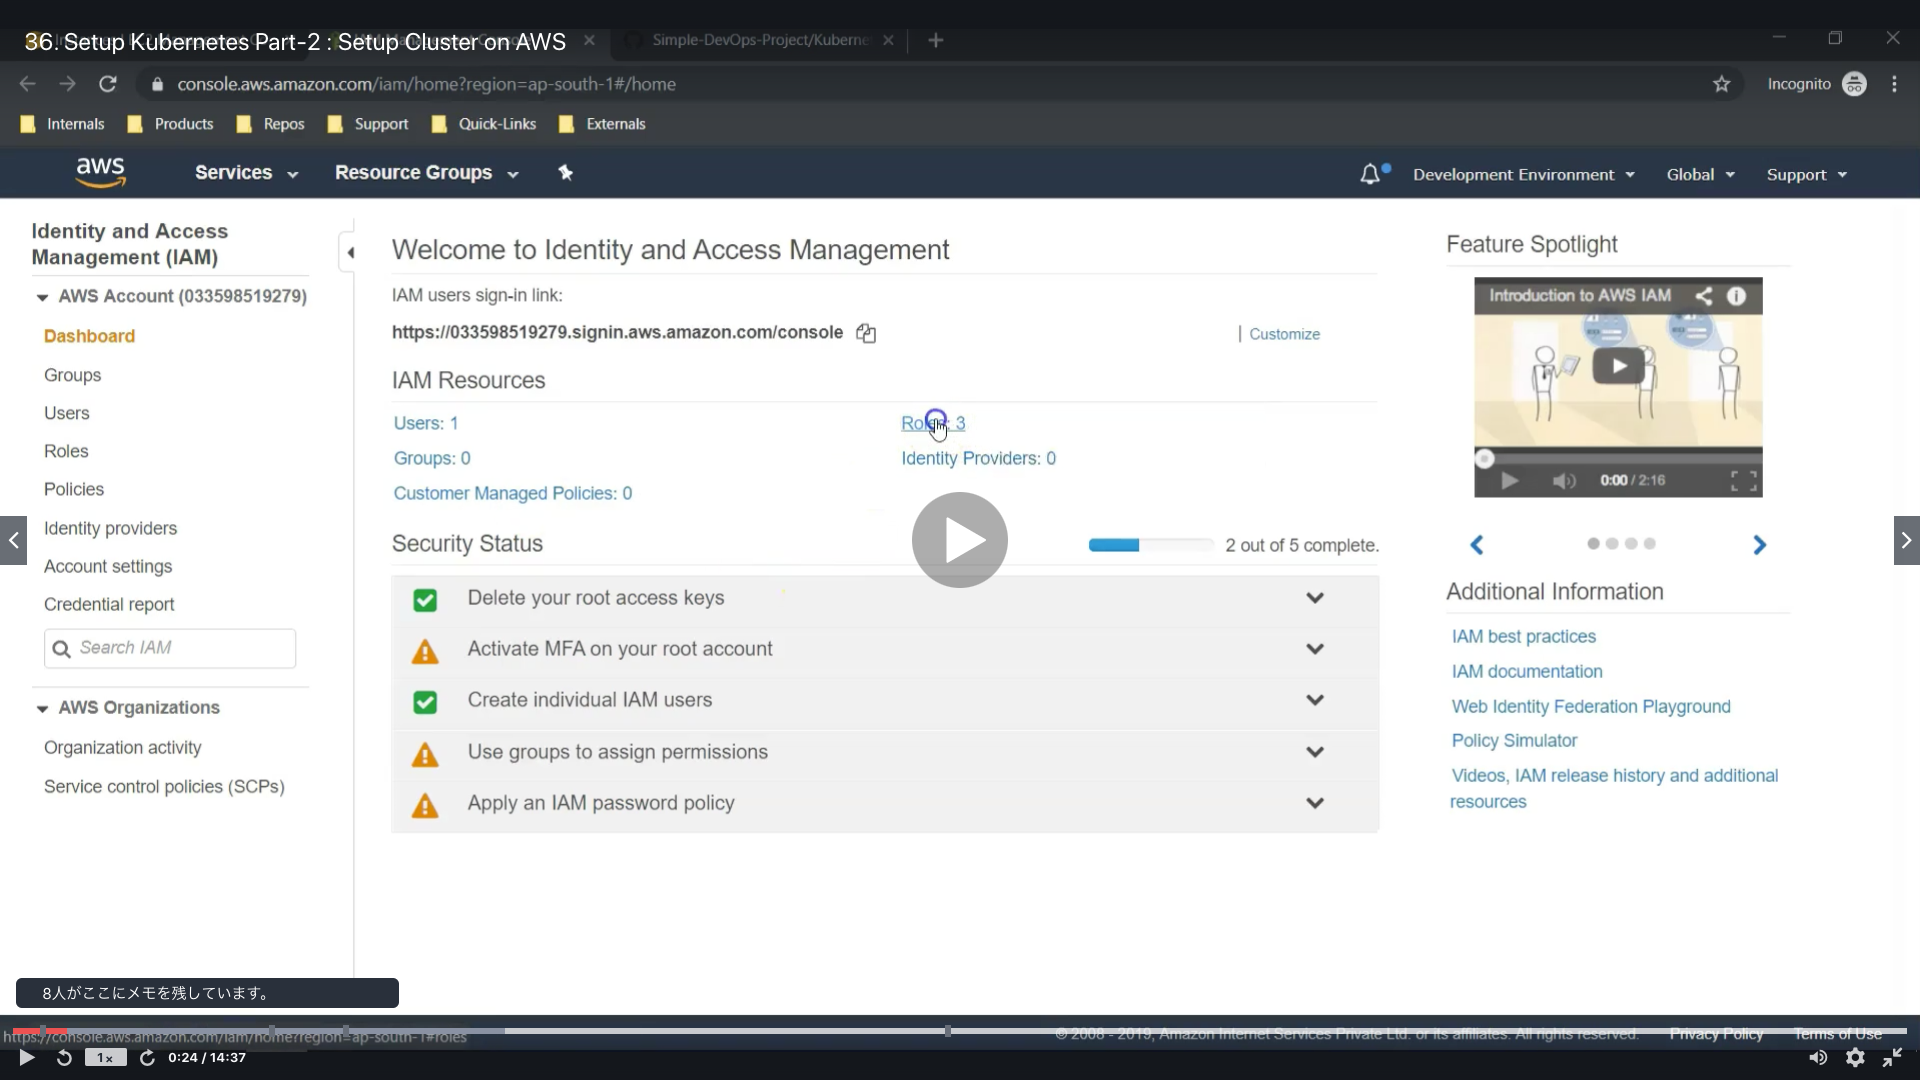 36. Setup Kubernetes Part-2 : Setup Cluster on AWS
Simple-DevOps-Project/Kuberne
console.aws.amazon.com/iam/home?region=ap-south-1#/home
Incognito
Internals
Products
Repos
Support
Quick-Links
Externals
aws
Services
Resource Groups
Development Environment
Global
Support
Identity and Access
Management (IAM)
AWS Account (033598519279)
Dashboard
Groups
Users
Roles
Policies
Identity providers
Account settings
Credential report
Search IAM
AWS Organizations
Organization activity
Service control policies (SCPs)
Welcome to Identity and Access Management
IAM users sign-in link:
https://033598519279.signin.aws.amazon.com/console
| Customize
IAM Resources
Users: 1
Roles: 3
Groups: 0
Identity Providers: 0
Customer Managed Policies: 0
Security Status
2 out of 5 complete.
Delete your root access keys
Activate MFA on your root account
Create individual IAM users
Use groups to assign permissions
Apply an IAM password policy
Feature Spotlight
Introduction to AWS IAM
0:00 / 2:16
Additional Information
IAM best practices
IAM documentation
Web Identity Federation Playground
Policy Simulator
Videos, IAM release history and additional
resources
8人がここにメモを残しています。
https://console.aws.amazon.com/iam/home?region=ap-south-1#roles
© 2008 - 2019, Amazon Internet Services Private Ltd. or its affiliates. All rights reserved.
Privacy Policy
Terms of Use
1x
0:24 / 14:37